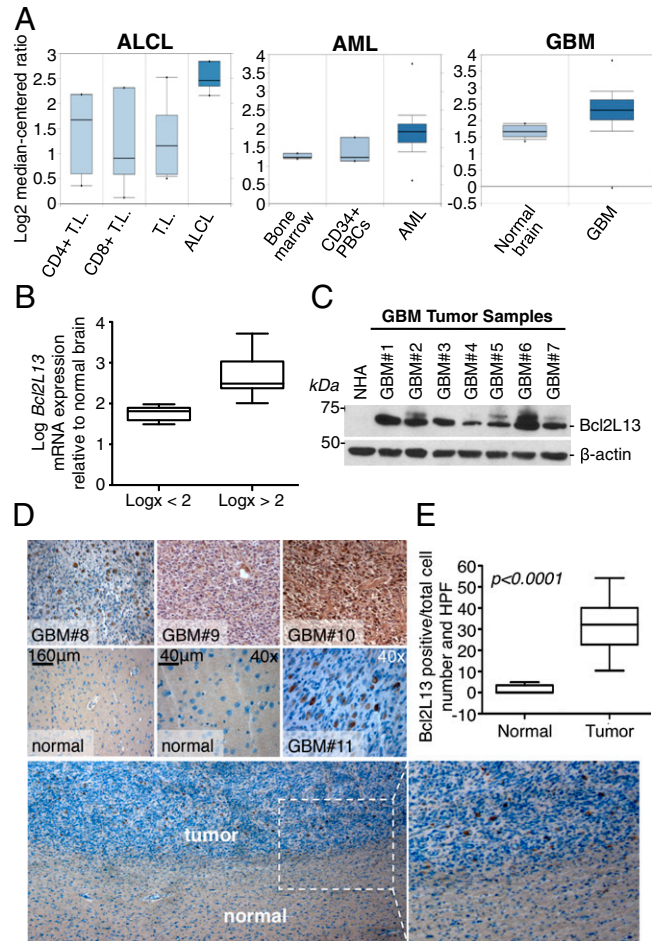 A
ALCL
AML
GBM
Log2 median-centered ratio
3
2.5
2
1.5
1
0.5
0
CD4+ T.L.
CD8+ T.L.
T.L.
ALCL
4
3.5
3
2.5
2
1.5
1
0.5
0
Bone marrow
CD34+ PBCs
AML
4
3.5
3
2.5
2
1.5
1
0.5
0
-0.5
Normal brain
GBM
B
Log Bcl2L13
mRNA expression
relative to normal brain
4
3
2
1
0
Logx < 2
Logx > 2
C
GBM Tumor Samples
kDa
NHA
GBM#1
GBM#2
GBM#3
GBM#4
GBM#5
GBM#6
GBM#7
75
50
Bcl2L13
β-actin
D
GBM#8
GBM#9
GBM#10
160µm
normal
40µm
40x
normal
40x
GBM#11
tumor
normal
E
Bcl2L13 positive/total cell
number and HPF
70
60
50
40
30
20
10
0
-10
p<0.0001
Normal
Tumor